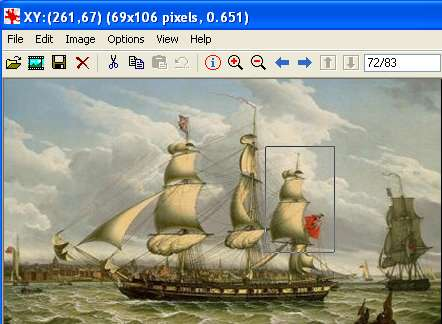 XY:(261,67) (69x106 pixels, 0.651)
File Edit Image Options View Help
72/83